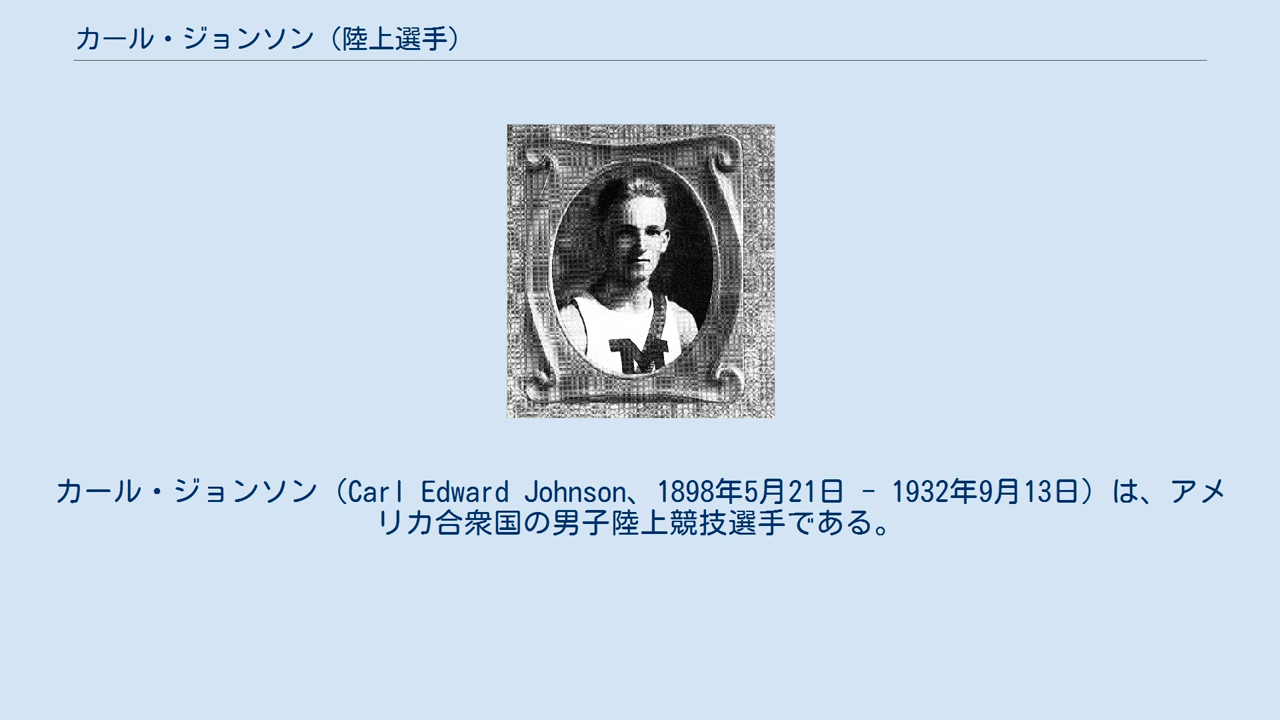 カール・ジョンソン（陸上選手）
M
カール・ジョンソン（Carl Edward Johnson、1898年5月21日 - 1932年9月13日）は、アメ
リカ合衆国の男子陸上競技選手である。